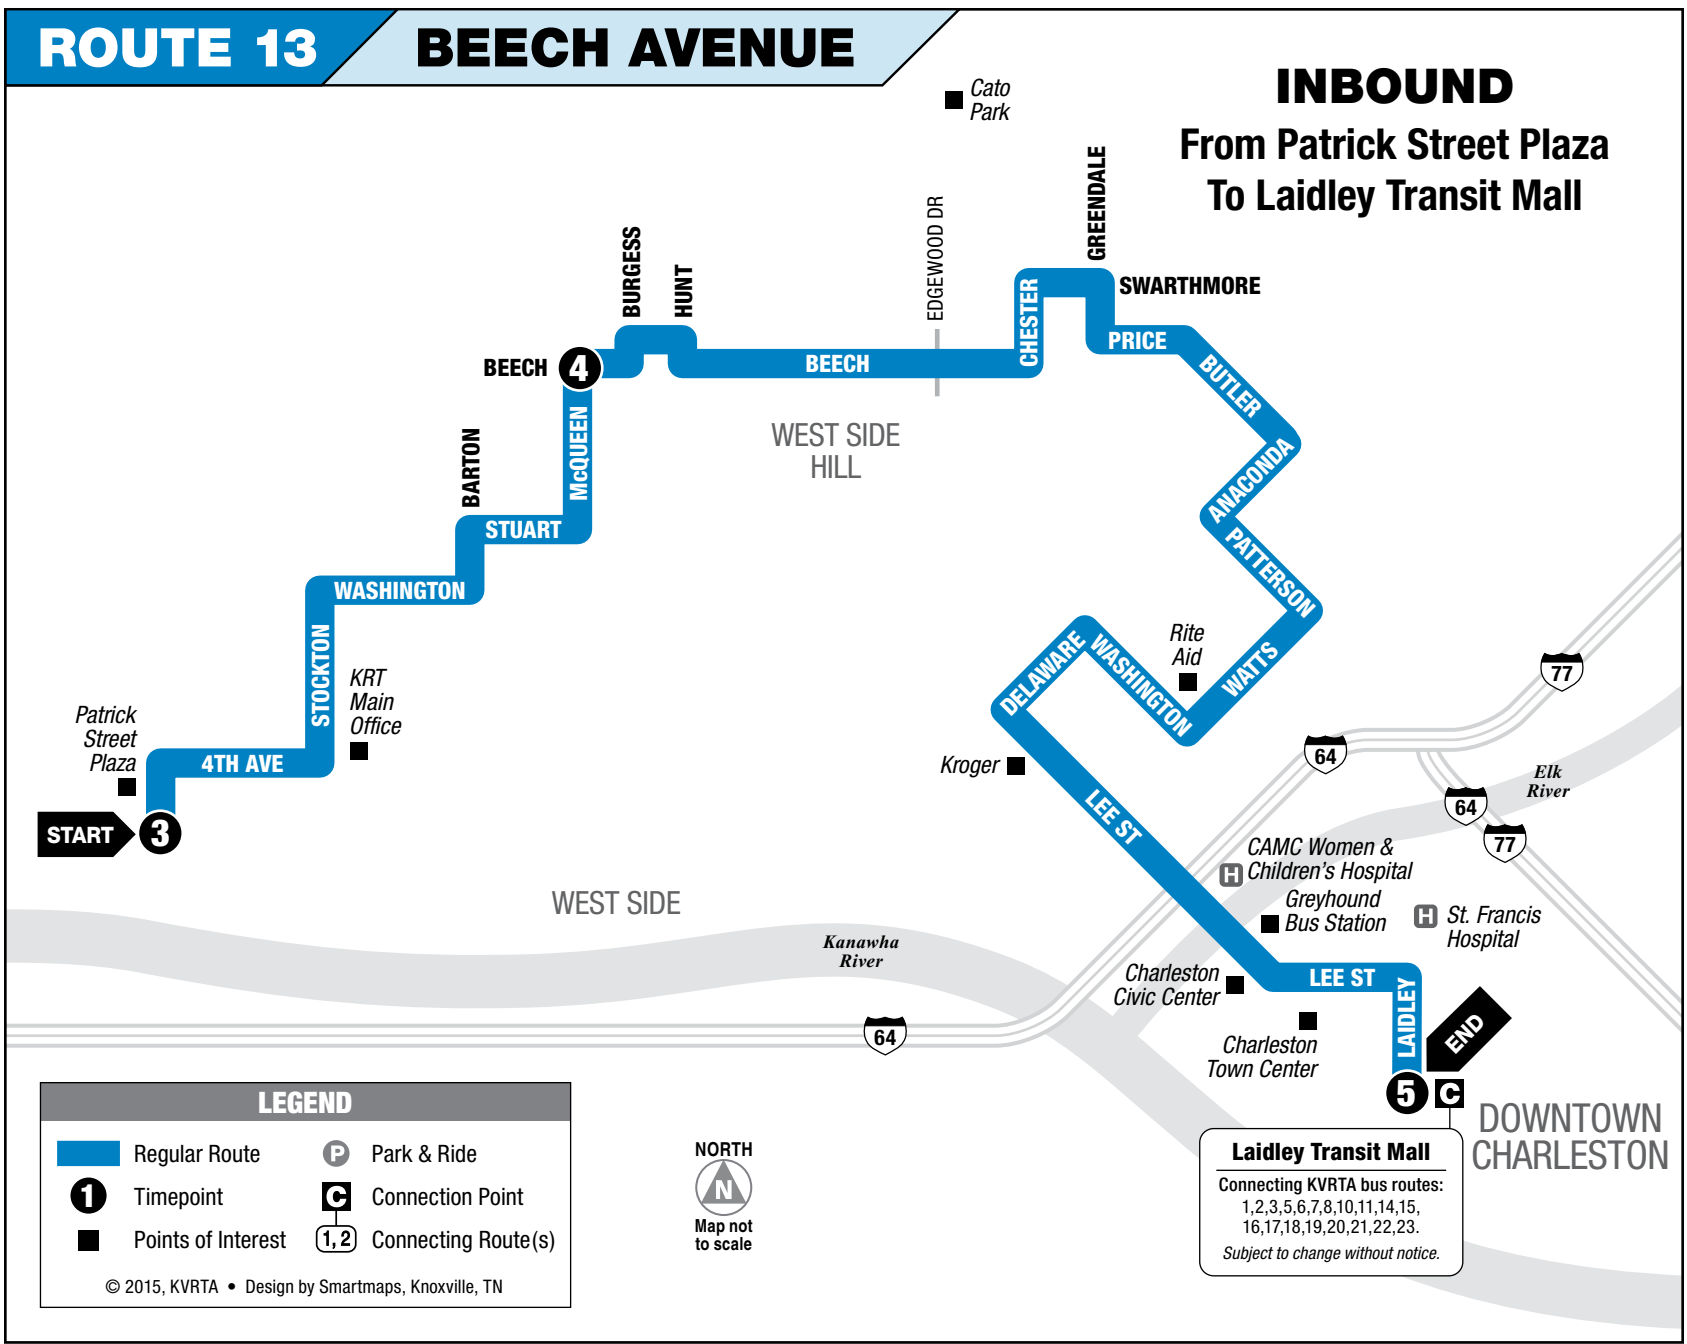 ROUTE 13
BEECH AVENUE
INBOUND
From Patrick Street Plaza
To Laidley Transit Mall
Cato
Park
GREENDALE
EDGEWOOD DR
BURGESS
HUNT
CHESTER
SWARTHMORE
PRICE
BEECH
4
BEECH
BUTLER
McQUEEN
WEST SIDE
HILL
BARTON
ANACONDA
STUART
PATTERSON
WASHINGTON
STOCKTON
KRT
Main
Office
Rite
Aid
DELAWARE
WASHINGTON
WATTS
77
Patrick
Street
Plaza
4TH AVE
Kroger
64
Elk
River
64
77
START
3
LEE ST
CAMC Women &
H
Children's Hospital
Greyhound
Bus Station
H
St. Francis
Hospital
WEST SIDE
Kanawha
River
Charleston
Civic Center
LEE ST
LAIDLEY
END
64
Charleston
Town Center
5
C
DOWNTOWN
CHARLESTON
LEGEND
Regular Route
P
Park & Ride
1
Timepoint
C
Connection Point
Points of Interest
1, 2
Connecting Route(s)
© 2015, KVRTA • Design by Smartmaps, Knoxville, TN
NORTH
N
Map not
to scale
Laidley Transit Mall
Connecting KVRTA bus routes:
1,2,3,5,6,7,8,10,11,14,15,
16,17,18,19,20,21,22,23.
Subject to change without notice.